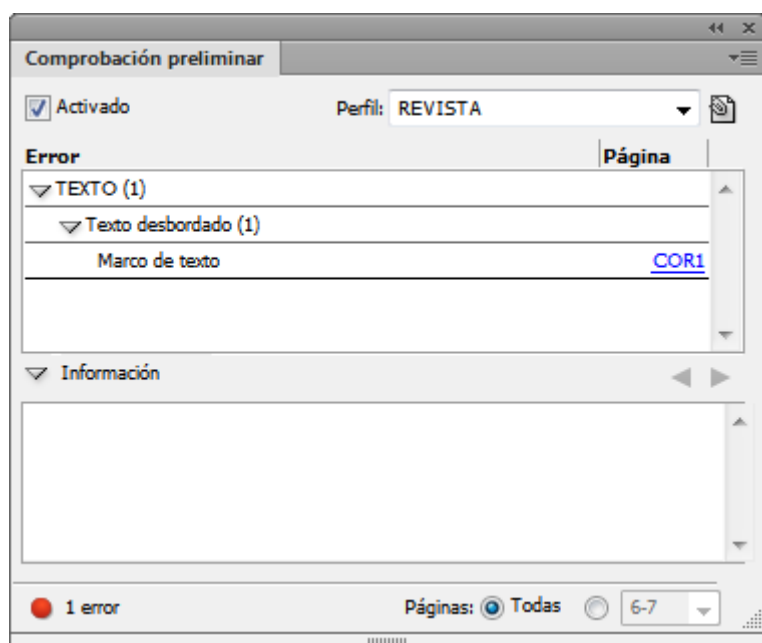 Comprobación preliminar
Activado Perfil: REVISTA
Error Página
TEXTO (1)
Texto desbordado (1)
Marco de texto COR1
Información
1 error Páginas: Todas 6-7